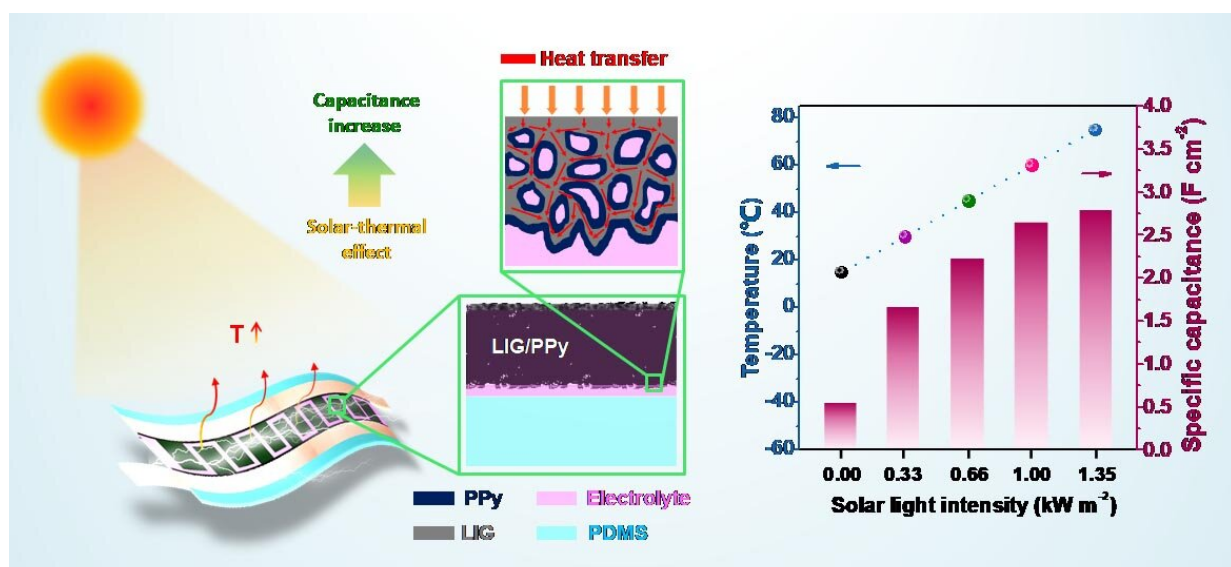 Heat transfer
Capacitance
increase
Solar-thermal
effect
T ↑
LIG/PPy
PPy
Electrolyte
LIG
PDMS
Temperature (℃)
80
60
40
20
0
-20
-40
-60
4.0
3.5
3.0
2.5
2.0
1.5
1.0
0.5
0.0
Specific capacitance (F cm⁻²)
0.00 0.33 0.66 1.00 1.35
Solar light intensity (kW m⁻²)